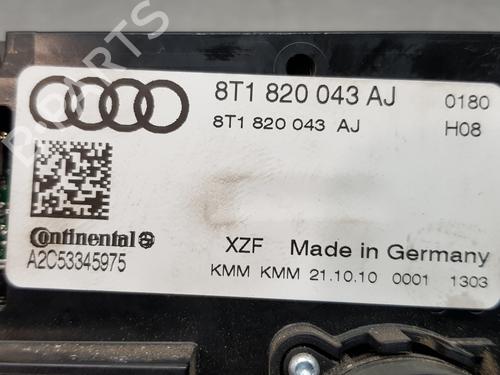 8T1 820 043 AJ 0180
8T1 820 043 AJ H08
Continental
A2C53345975
XZF Made in Germany
KMM KMM 21.10.10 0001 1303